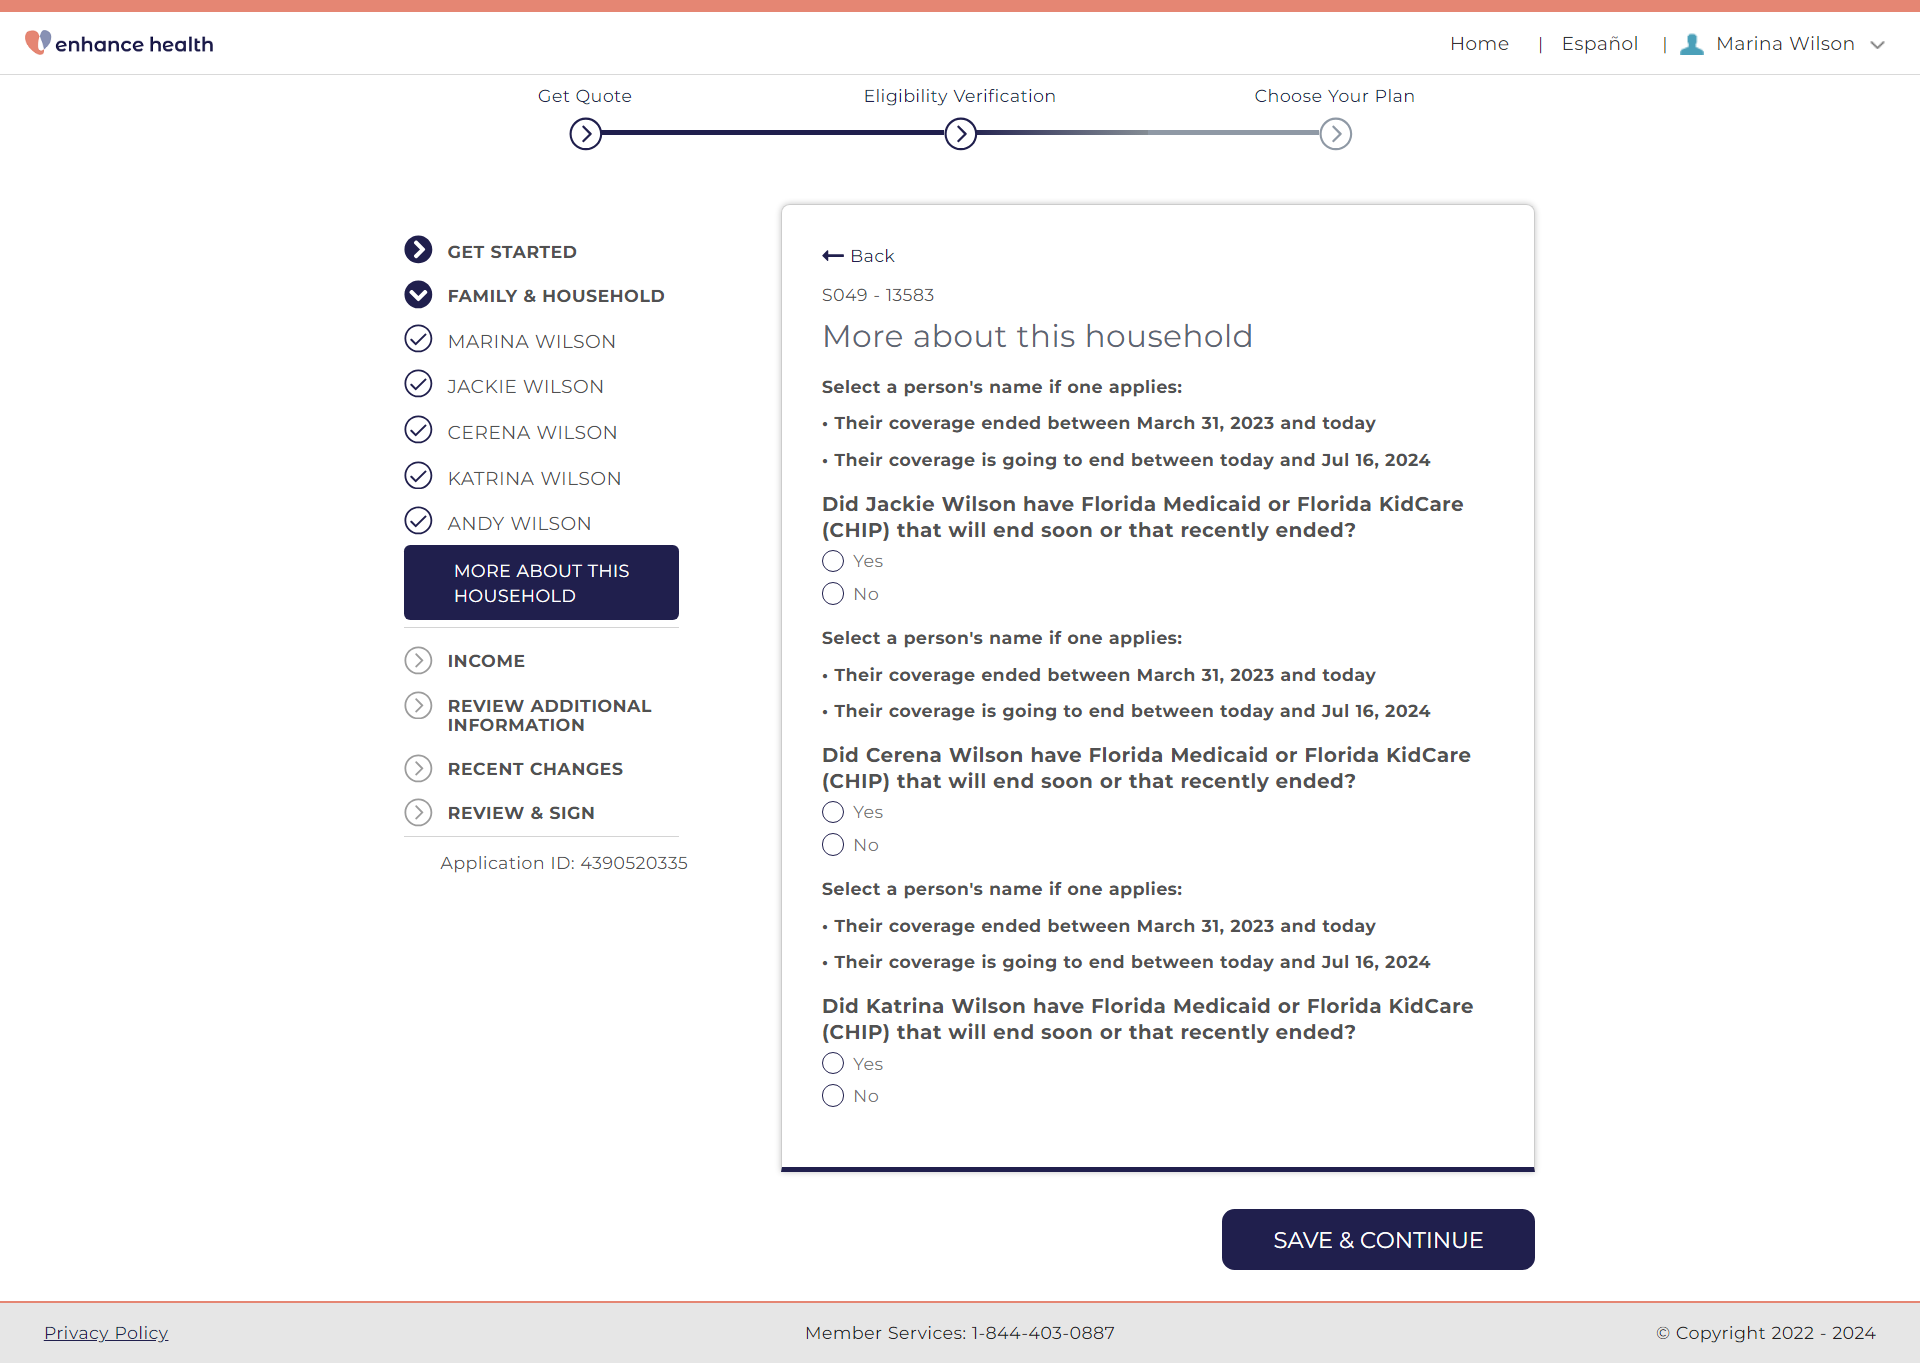 enhance health
Home | Español | Marina Wilson
Get Quote
Eligibility Verification
Choose Your Plan
GET STARTED
FAMILY & HOUSEHOLD
MARINA WILSON
JACKIE WILSON
CERENA WILSON
KATRINA WILSON
ANDY WILSON
MORE ABOUT THIS
HOUSEHOLD
INCOME
REVIEW ADDITIONAL
INFORMATION
RECENT CHANGES
REVIEW & SIGN
Application ID: 4390520335
Back
S049 - 13583
More about this household
Select a person's name if one applies:
• Their coverage ended between March 31, 2023 and today
• Their coverage is going to end between today and Jul 16, 2024
Did Jackie Wilson have Florida Medicaid or Florida KidCare
(CHIP) that will end soon or that recently ended?
Yes
No
Select a person's name if one applies:
• Their coverage ended between March 31, 2023 and today
• Their coverage is going to end between today and Jul 16, 2024
Did Cerena Wilson have Florida Medicaid or Florida KidCare
(CHIP) that will end soon or that recently ended?
Yes
No
Select a person's name if one applies:
• Their coverage ended between March 31, 2023 and today
• Their coverage is going to end between today and Jul 16, 2024
Did Katrina Wilson have Florida Medicaid or Florida KidCare
(CHIP) that will end soon or that recently ended?
Yes
No
SAVE & CONTINUE
Privacy Policy
Member Services: 1-844-403-0887
© Copyright 2022 - 2024